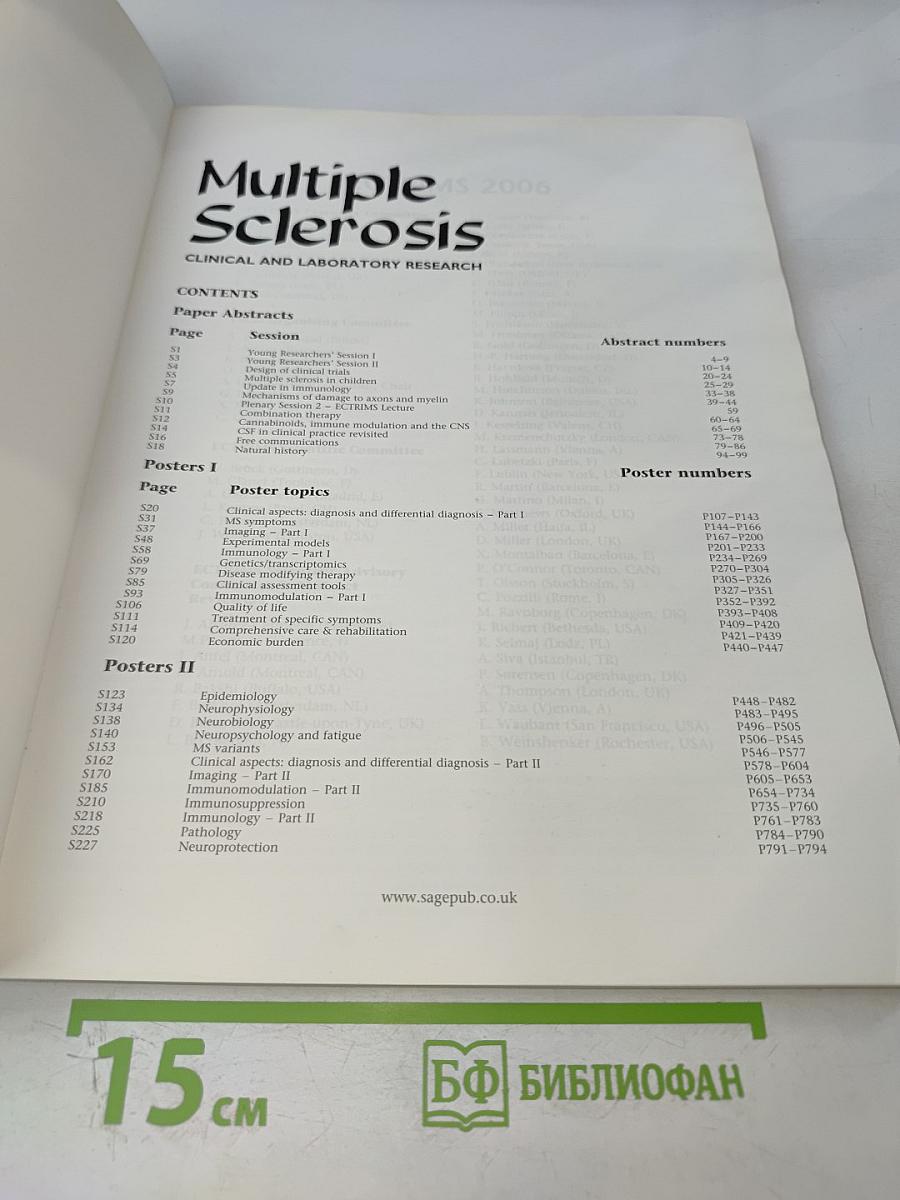 Multiple
Sclerosis
CLINICAL AND LABORATORY RESEARCH
CONTENTS
Paper Abstracts
Page Session Abstract numbers
S1 Young Researchers' Session I 4–9
S3 Young Researchers' Session II 10–14
S4 Design of clinical trials 20–24
S5 Multiple sclerosis in children 25–29
S7 Update in immunology 33–38
S9 Mechanisms of damage to axons and myelin 39–44
S10 Plenary Session 2 – ECTRIMS Lecture 59
S11 Combination therapy 60–64
S12 Cannabinoids, immune modulation and the CNS 65–69
S14 CSF in clinical practice revisited 73–78
S16 Free communications 79–86
S18 Natural history 94–99
Posters I Poster numbers
Page Poster topics
S20 Clinical aspects: diagnosis and differential diagnosis – Part I P107–P143
S31 MS symptoms P144–P166
S37 Imaging – Part I P167–P200
S48 Experimental models P201–P233
S58 Immunology – Part I P234–P269
S69 Genetics/transcriptomics P270–P304
S79 Disease modifying therapy P305–P326
S85 Clinical assessment tools P327–P351
S93 Immunomodulation – Part I P352–P392
S106 Quality of life P393–P408
S111 Treatment of specific symptoms P409–P420
S114 Comprehensive care & rehabilitation P421–P439
S120 Economic burden P440–P447
Posters II
S123 Epidemiology P448–P482
S134 Neurophysiology P483–P495
S138 Neurobiology P496–P505
S140 Neuropsychology and fatigue P506–P545
S153 MS variants P546–P577
S162 Clinical aspects: diagnosis and differential diagnosis – Part II P578–P604
S170 Imaging – Part II P605–P653
S185 Immunomodulation – Part II P654–P734
S210 Immunosuppression P735–P760
S218 Immunology – Part II P761–P783
S225 Pathology P784–P790
S227 Neuroprotection P791–P794
www.sagepub.co.uk
15 см
БФ БИБЛИОФАН